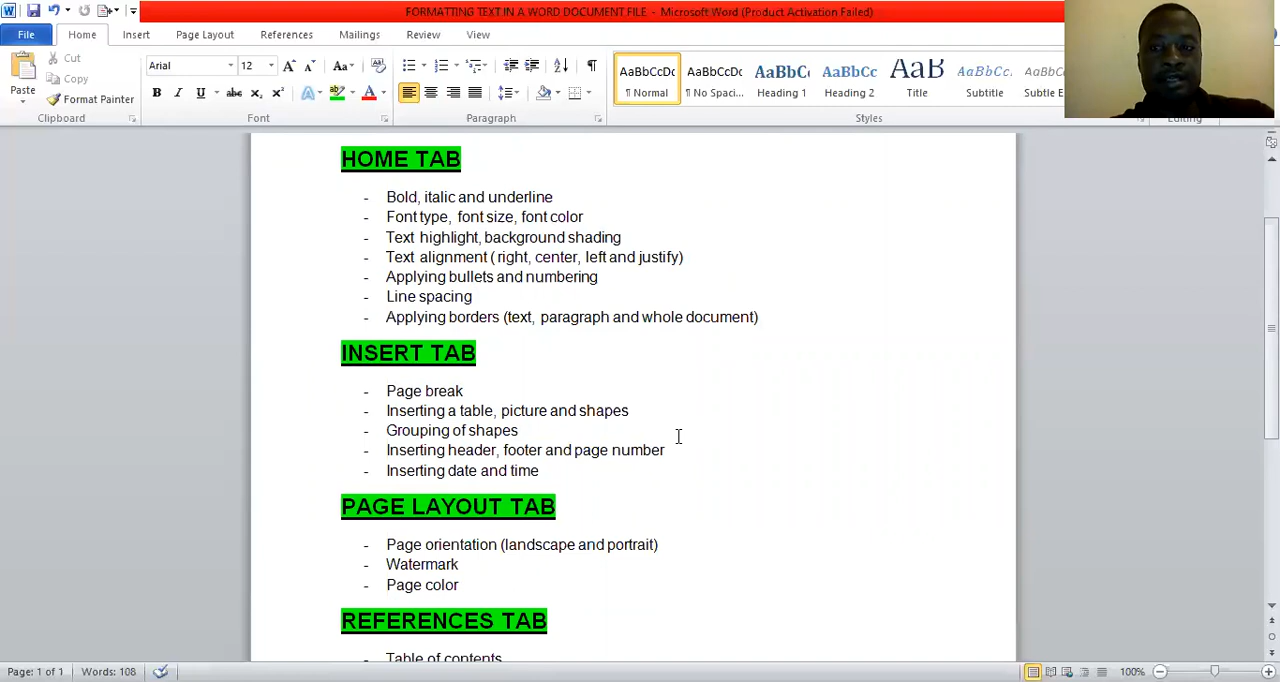 FORMATTING TEXT IN A WORD DOCUMENT FILE - Microsoft Word (Product Activation Failed)
File Home Insert Page Layout References Mailings Review View
Cut
Copy
Format Painter
Paste
Clipboard
Arial 12
Font
Paragraph
AaBbCcDc AaBbCcDc AaBbC AaBbCc AaB AaBbCc. AaBbCc
¶ Normal ¶ No Spaci... Heading 1 Heading 2 Title Subtitle Subtle E
Styles
Editing
HOME TAB
- Bold, italic and underline
- Font type, font size, font color
- Text highlight, background shading
- Text alignment ( right, center, left and justify)
- Applying bullets and numbering
- Line spacing
- Applying borders (text, paragraph and whole document)
INSERT TAB
- Page break
- Inserting a table, picture and shapes
- Grouping of shapes
- Inserting header, footer and page number
- Inserting date and time
PAGE LAYOUT TAB
- Page orientation (landscape and portrait)
- Watermark
- Page color
REFERENCES TAB
- Table of contents
Page: 1 of 1 Words: 108 100%